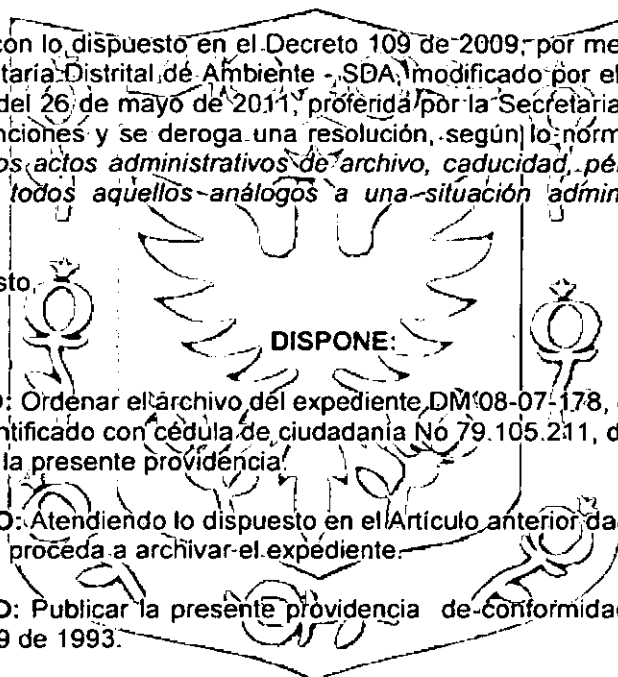 con lo dispuesto en el Decreto 109 de 2009, por me
taría Distrital de Ambiente - SDA, modificado por el
del 26 de mayo de 2011, proferida por la Secretaria
nciones y se deroga una resolución, según lo norm
os actos administrativos de archivo, caducidad, pé
todos aquellos análogos a una situación admin
esto
DISPONE:
O: Ordenar el archivo del expediente DM 08-07-178,
ntificado con cédula de ciudadanía No 79.105.211, d
la presente providencia.
O: Atendiendo lo dispuesto en el Artículo anterior da
proceda a archivar el expediente.
O: Publicar la presente providencia de conformidad
9 de 1993.